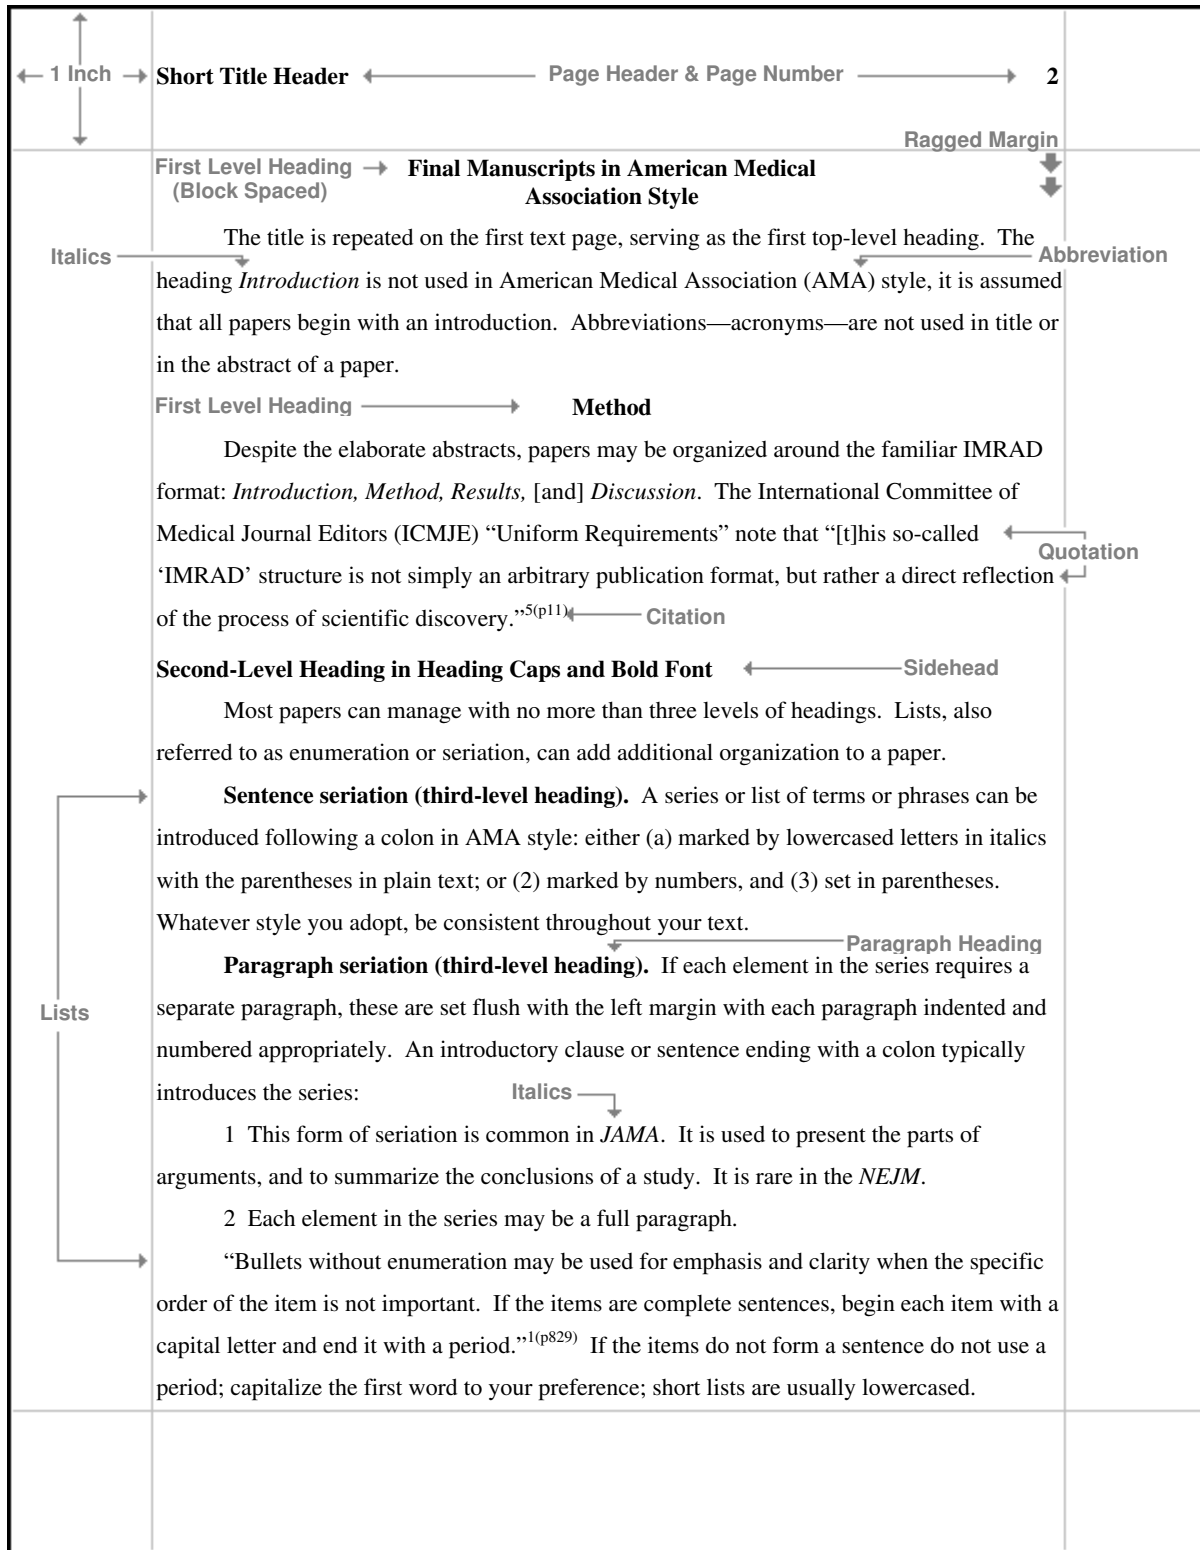 1 Inch Short Title Header Page Header & Page Number 2
Ragged Margin
First Level Heading Final Manuscripts in American Medical
(Block Spaced) Association Style
The title is repeated on the first text page, serving as the first top-level heading. The
Italics Abbreviation
heading Introduction is not used in American Medical Association (AMA) style, it is assumed
that all papers begin with an introduction. Abbreviations—acronyms—are not used in title or
in the abstract of a paper.
First Level Heading Method
Despite the elaborate abstracts, papers may be organized around the familiar IMRAD
format: Introduction, Method, Results, [and] Discussion. The International Committee of
Medical Journal Editors (ICMJE) “Uniform Requirements” note that “[t]his so-called
Quotation
‘IMRAD’ structure is not simply an arbitrary publication format, but rather a direct reflection
of the process of scientific discovery.”5(p11) Citation
Second-Level Heading in Heading Caps and Bold Font Sidehead
Most papers can manage with no more than three levels of headings. Lists, also
referred to as enumeration or seriation, can add additional organization to a paper.
Sentence seriation (third-level heading). A series or list of terms or phrases can be
introduced following a colon in AMA style: either (a) marked by lowercased letters in italics
with the parentheses in plain text; or (2) marked by numbers, and (3) set in parentheses.
Whatever style you adopt, be consistent throughout your text.
Paragraph Heading
Paragraph seriation (third-level heading). If each element in the series requires a
separate paragraph, these are set flush with the left margin with each paragraph indented and
Lists
numbered appropriately. An introductory clause or sentence ending with a colon typically
introduces the series: Italics
1 This form of seriation is common in JAMA. It is used to present the parts of
arguments, and to summarize the conclusions of a study. It is rare in the NEJM.
2 Each element in the series may be a full paragraph.
“Bullets without enumeration may be used for emphasis and clarity when the specific
order of the item is not important. If the items are complete sentences, begin each item with a
capital letter and end it with a period.”1(p829) If the items do not form a sentence do not use a
period; capitalize the first word to your preference; short lists are usually lowercased.